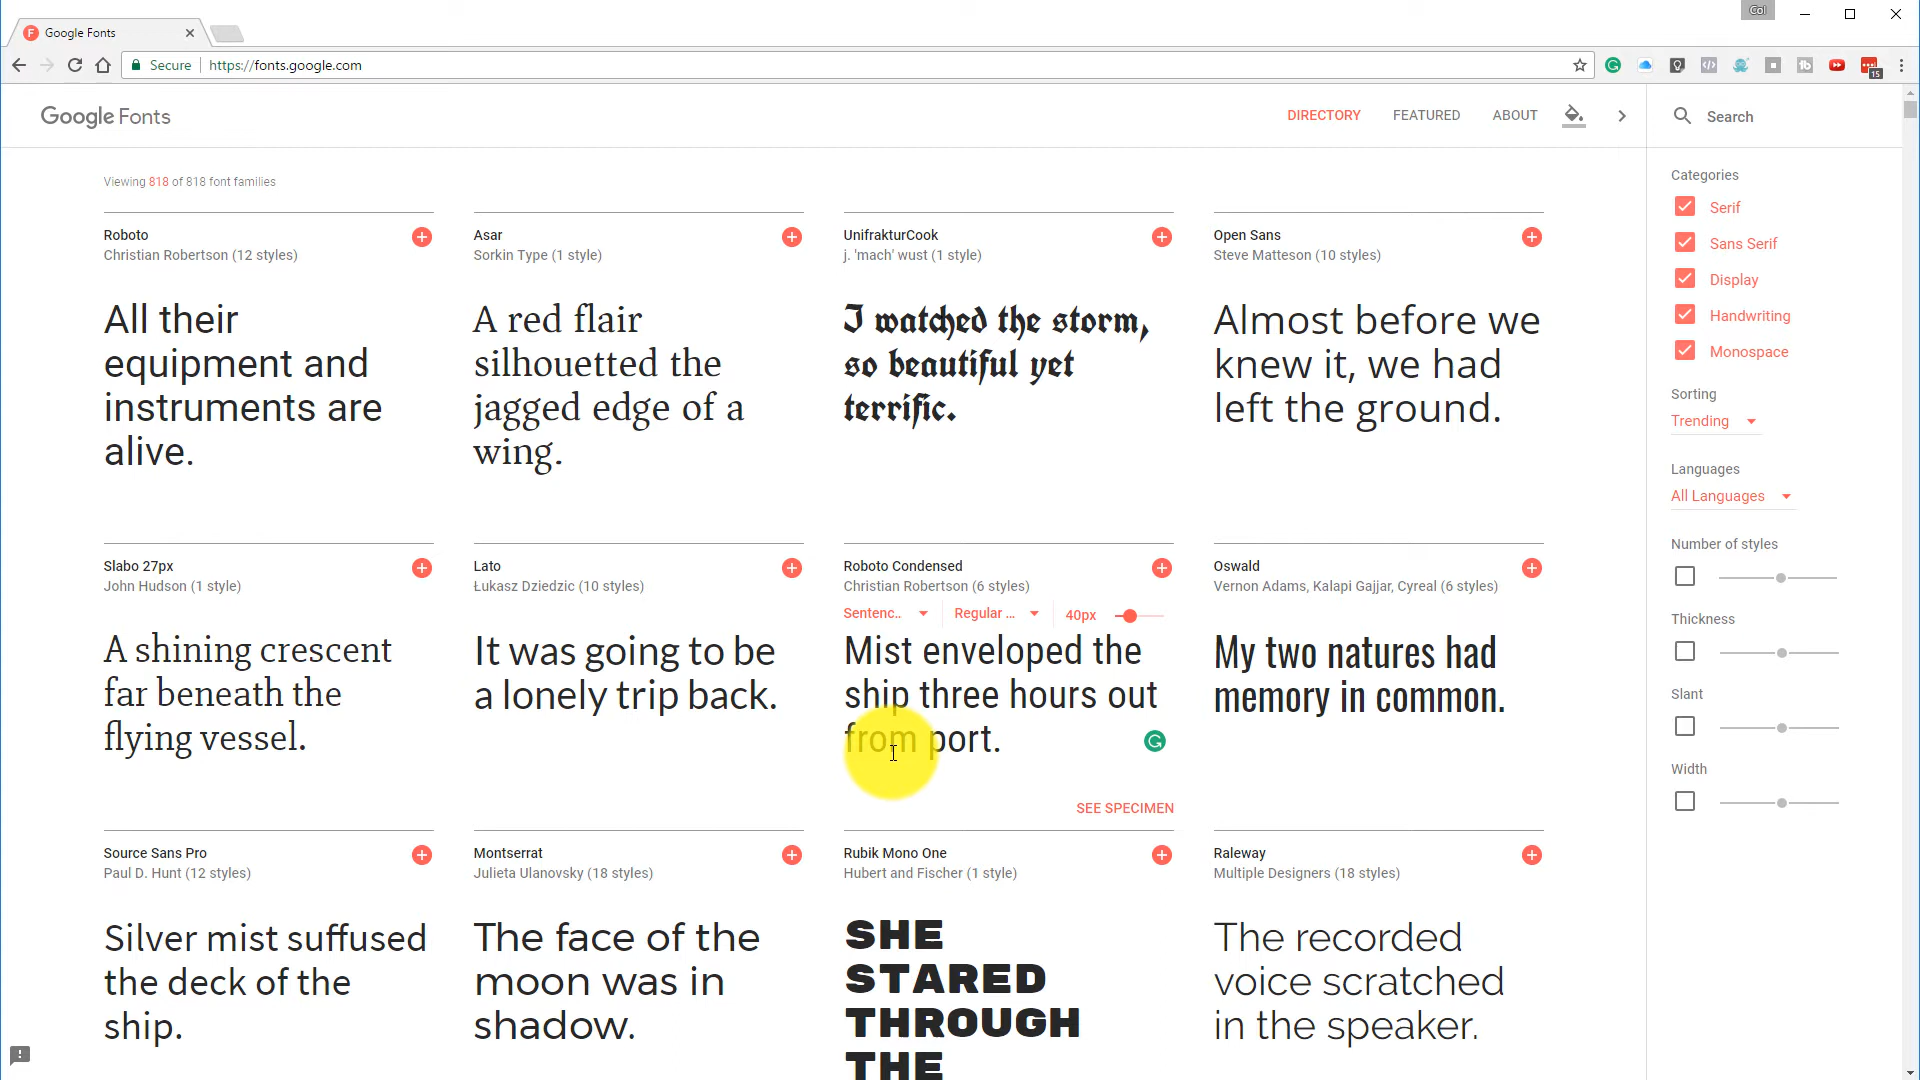 Col
Google Fonts
Secure
https://fonts.google.com
15
Google Fonts
DIRECTORY
FEATURED
ABOUT
Search
Viewing 818 of 818 font families
Roboto
Christian Robertson (12 styles)
All their
equipment and
instruments are
alive.
Asar
Sorkin Type (1 style)
A red flair
silhouetted the
jagged edge of a
wing.
UnifrakturCook
j. 'mach' wust (1 style)
I watched the storm,
so beautiful yet
terrific.
Open Sans
Steve Matteson (10 styles)
Almost before we
knew it, we had
left the ground.
Slabo 27px
John Hudson (1 style)
A shining crescent
far beneath the
flying vessel.
Lato
Łukasz Dziedzic (10 styles)
It was going to be
a lonely trip back.
Roboto Condensed
Christian Robertson (6 styles)
Sentenc..
Regular ...
40px
Mist enveloped the
ship three hours out
from port.
SEE SPECIMEN
Oswald
Vernon Adams, Kalapi Gajjar, Cyreal (6 styles)
My two natures had
memory in common.
Source Sans Pro
Paul D. Hunt (12 styles)
Silver mist suffused
the deck of the
ship.
Montserrat
Julieta Ulanovsky (18 styles)
The face of the
moon was in
shadow.
Rubik Mono One
Hubert and Fischer (1 style)
SHE
STARED
THROUGH
THE
Raleway
Multiple Designers (18 styles)
The recorded
voice scratched
in the speaker.
Categories
Serif
Sans Serif
Display
Handwriting
Monospace
Sorting
Trending
Languages
All Languages
Number of styles
Thickness
Slant
Width